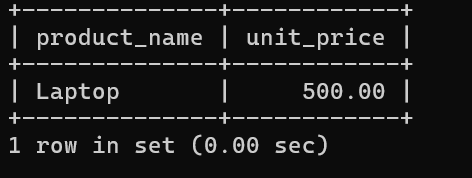 +--------------+------------+
| product_name | unit_price |
+--------------+------------+
| Laptop       |     500.00 |
+--------------+------------+
1 row in set (0.00 sec)